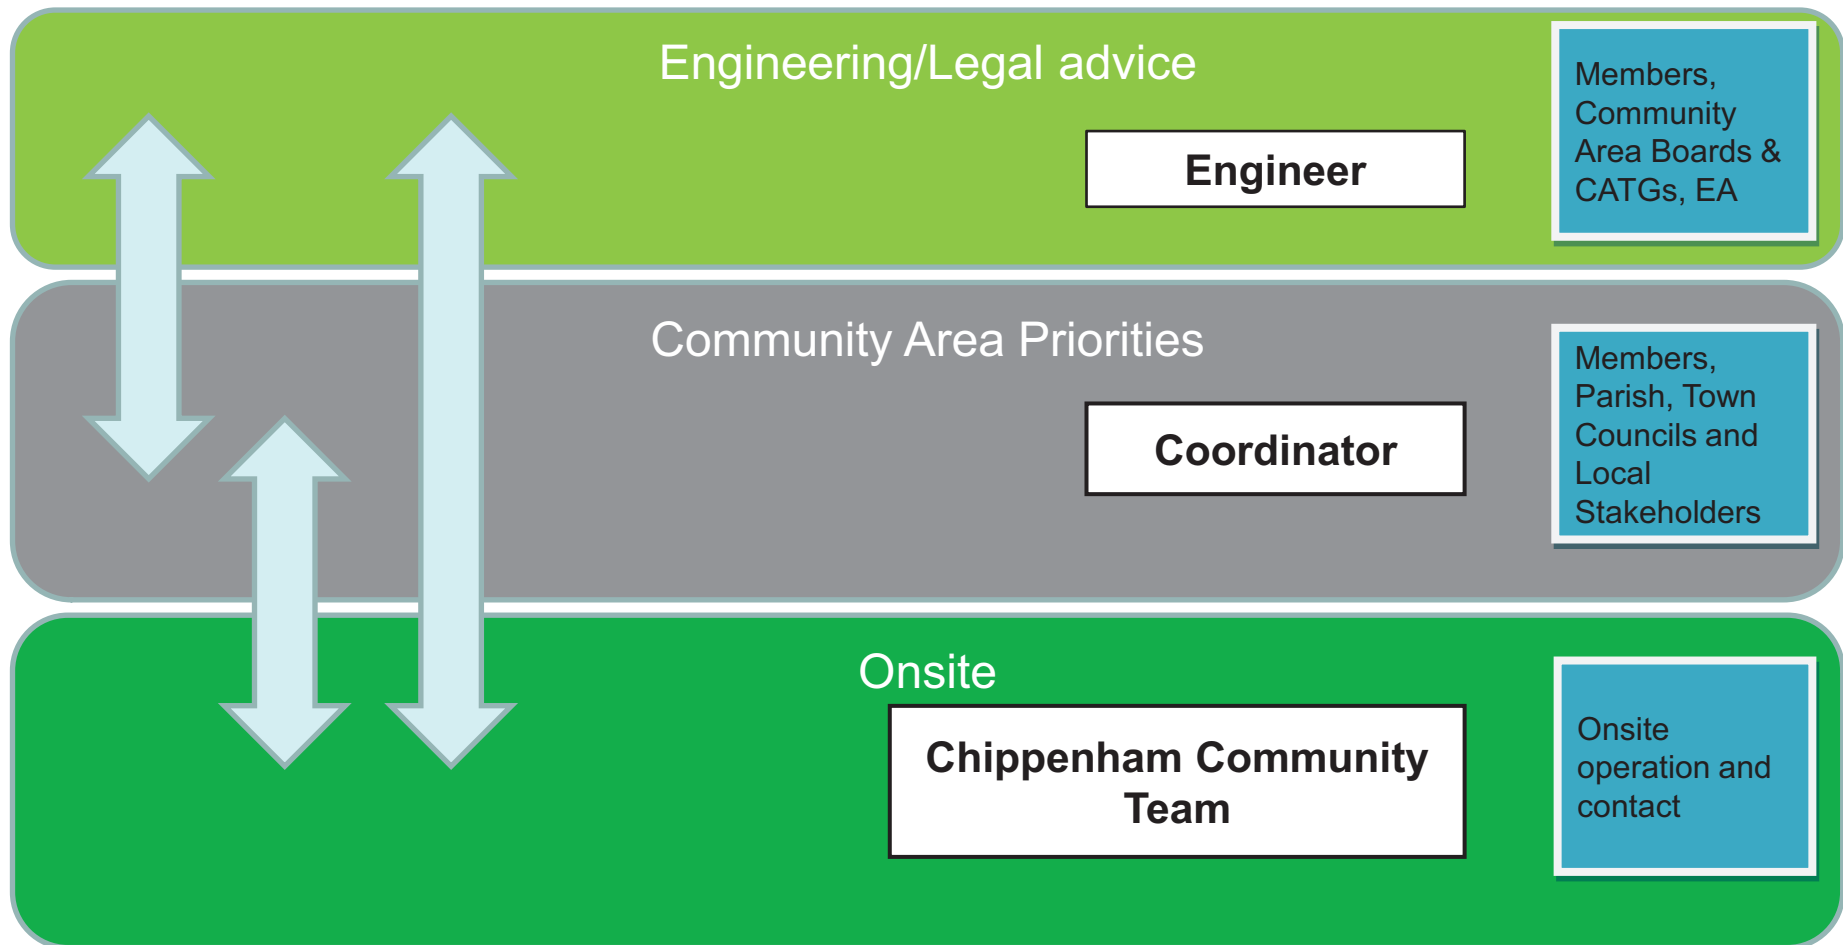 Engineering/Legal advice
Engineer
Members,
Community
Area Boards &
CATGs, EA
Community Area Priorities
Coordinator
Members,
Parish, Town
Councils and
Local
Stakeholders
Onsite
Chippenham Community
Team
Onsite
operation and
contact